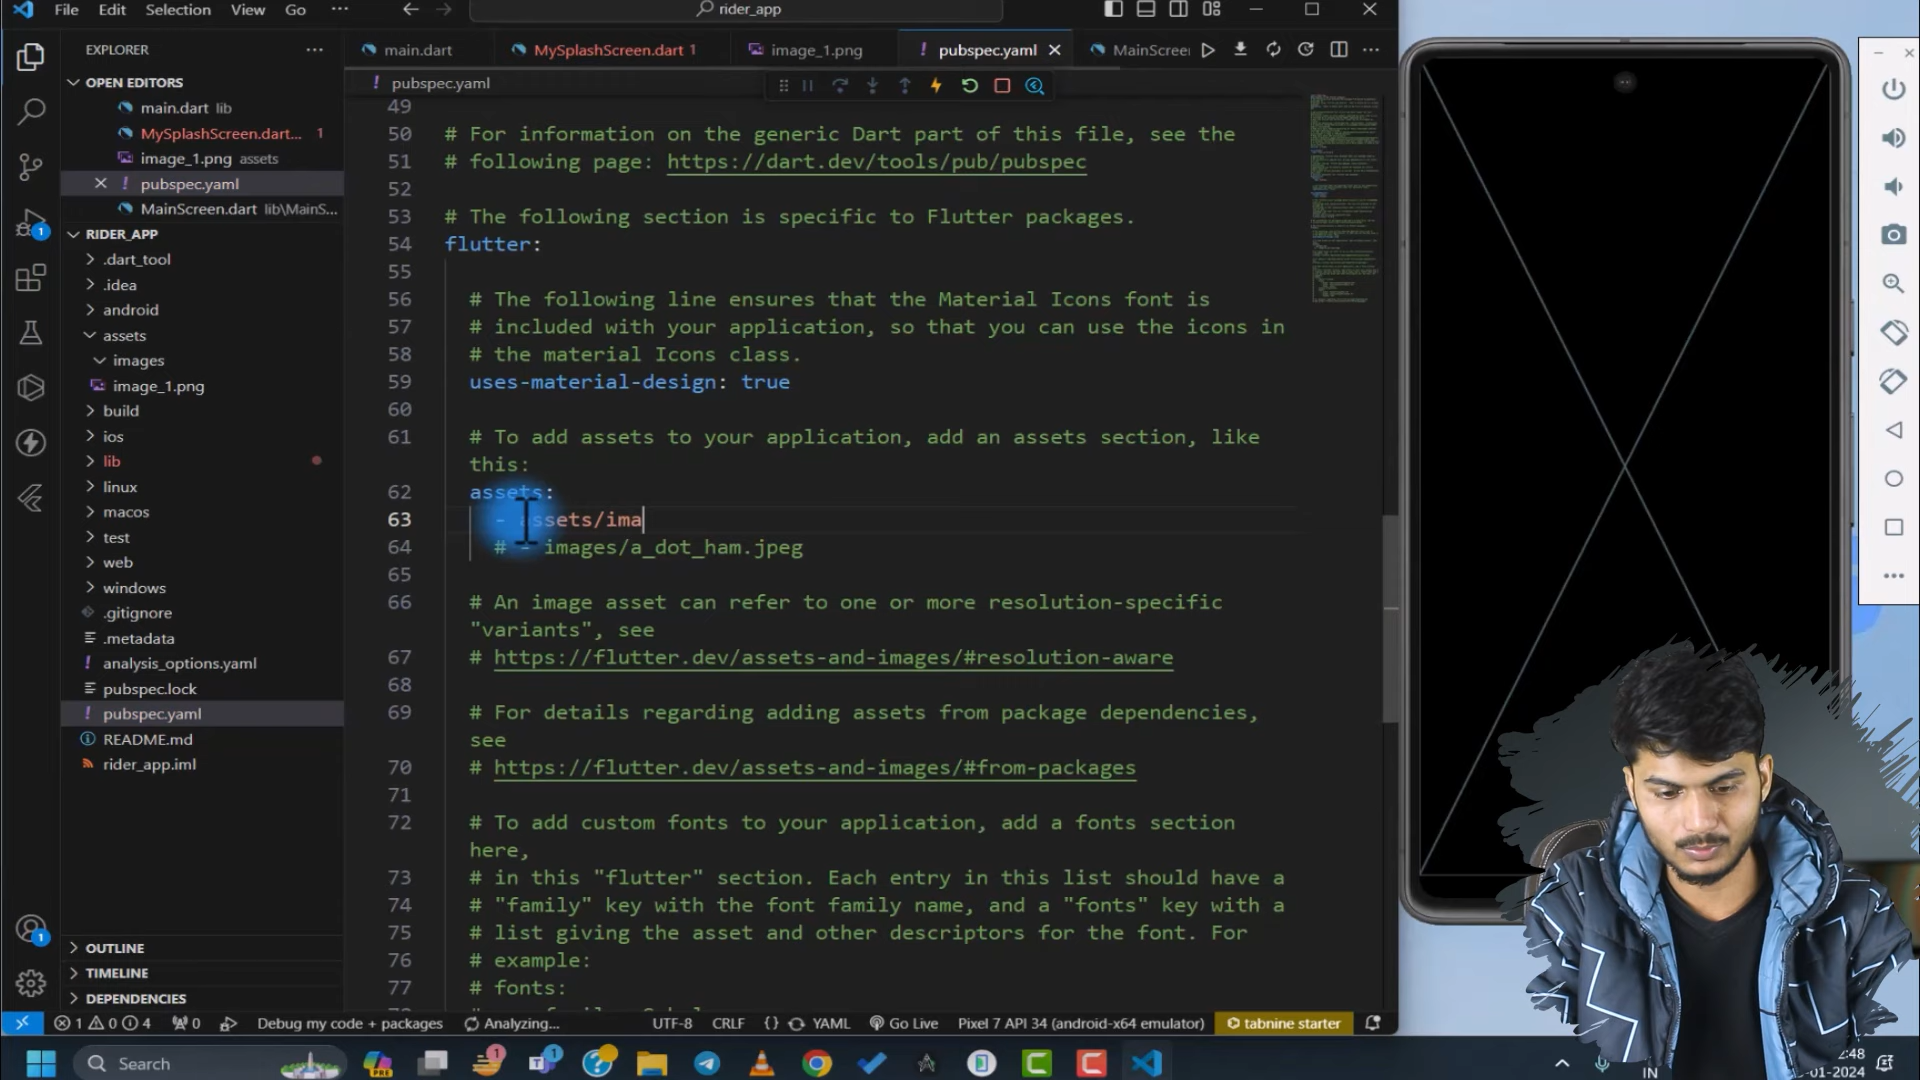 File Edit Selection View Go ··· rider_app
EXPLORER
OPEN EDITORS
main.dart lib
MySplashScreen.dart... 1
image_1.png assets
pubspec.yaml
MainScreen.dart lib\MainS...
RIDER_APP
.dart_tool
.idea
android
assets
images
image_1.png
build
ios
lib
linux
macos
test
web
windows
.gitignore
.metadata
analysis_options.yaml
pubspec.lock
pubspec.yaml
README.md
rider_app.iml
OUTLINE
TIMELINE
DEPENDENCIES
main.dart MySplashScreen.dart 1 image_1.png pubspec.yaml MainScree
pubspec.yaml
49
50 # For information on the generic Dart part of this file, see the
51 # following page: https://dart.dev/tools/pub/pubspec
52
53 # The following section is specific to Flutter packages.
54 flutter:
55
56 # The following line ensures that the Material Icons font is
57 # included with your application, so that you can use the icons in
58 # the material Icons class.
59 uses-material-design: true
60
61 # To add assets to your application, add an assets section, like
this:
62 assets:
63 - assets/ima
64 # - images/a_dot_ham.jpeg
65
66 # An image asset can refer to one or more resolution-specific
"variants", see
67 # https://flutter.dev/assets-and-images/#resolution-aware
68
69 # For details regarding adding assets from package dependencies,
see
70 # https://flutter.dev/assets-and-images/#from-packages
71
72 # To add custom fonts to your application, add a fonts section
here,
73 # in this "flutter" section. Each entry in this list should have a
74 # "family" key with the font family name, and a "fonts" key with a
75 # list giving the asset and other descriptors for the font. For
76 # example:
77 # fonts:
1 0 4 0 Debug my code + packages Analyzing... UTF-8 CRLF {} YAML Go Live Pixel 7 API 34 (android-x64 emulator) tabnine starter
Search
PRE
IN
2:48
-01-2024